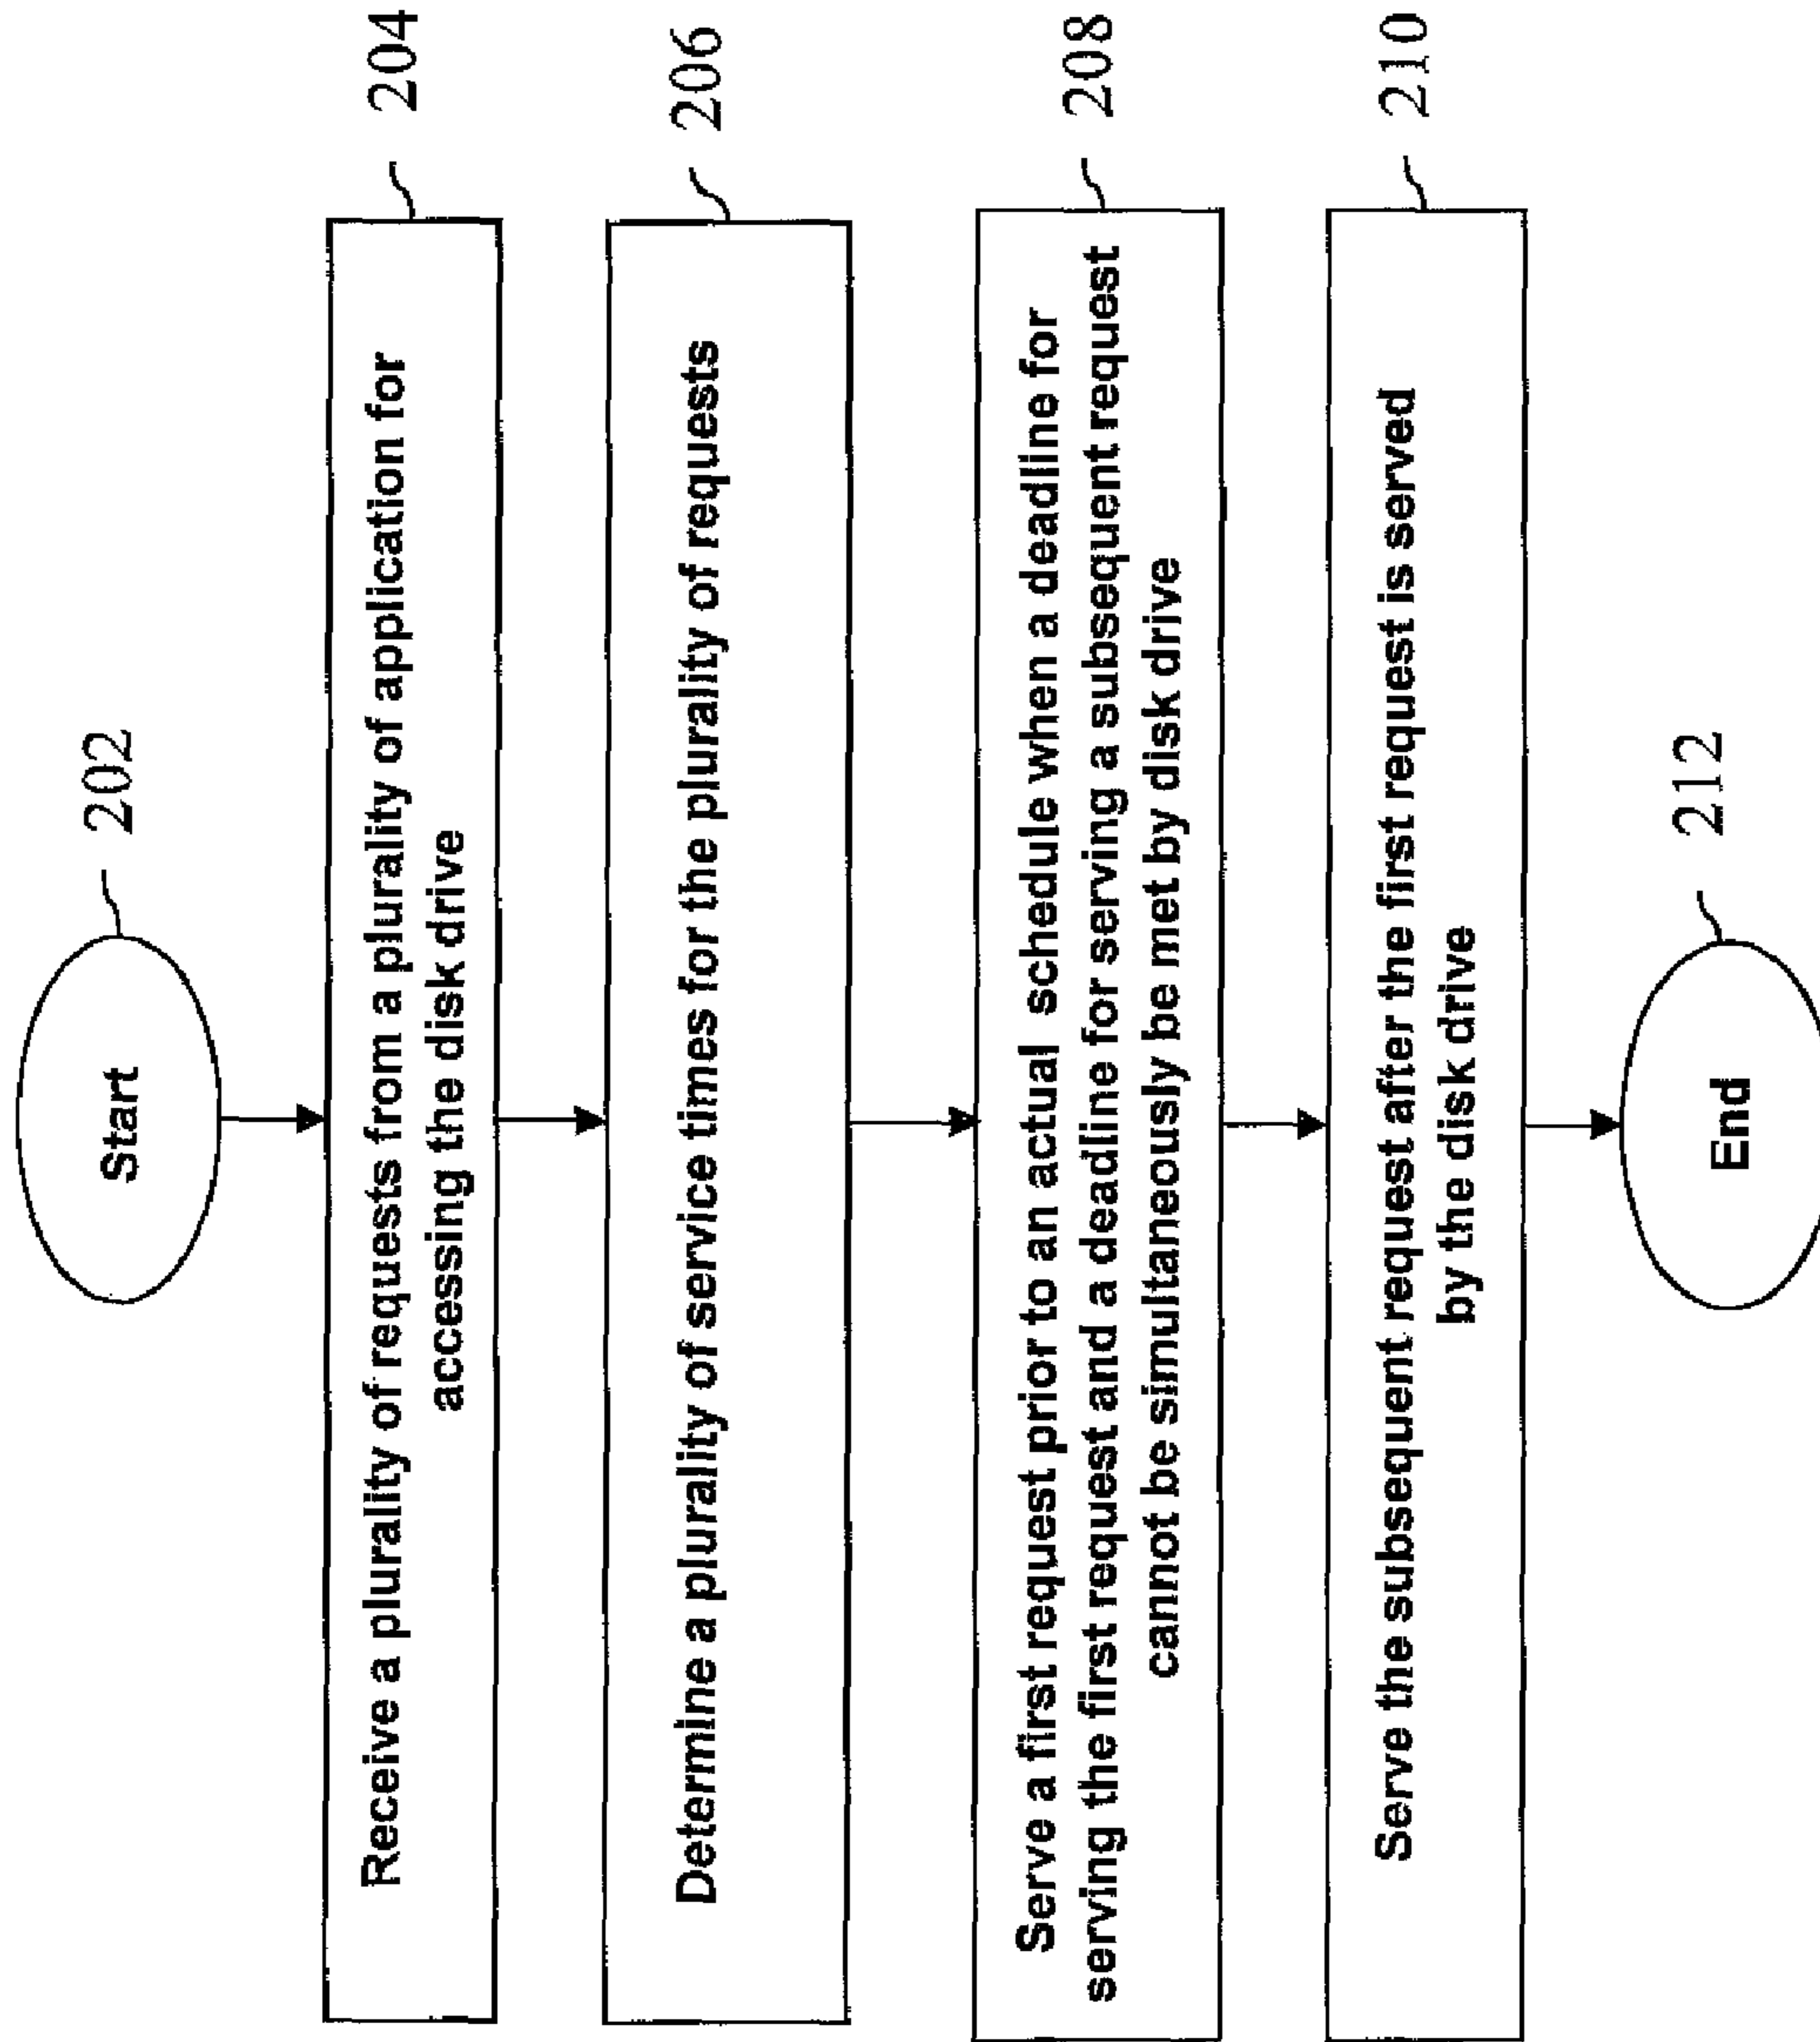 Start
202
Receive a plurality of requests from a plurality of application for
accessing the disk drive
204
Determine a plurality of service times for the plurality of requests
206
Serve a first request prior to an actual schedule when a deadline for
serving the first request and a deadline for serving a subsequent request
cannot be simultaneously be met by disk drive
208
Serve the subsequent request after the first request is served
by the disk drive
210
End
212